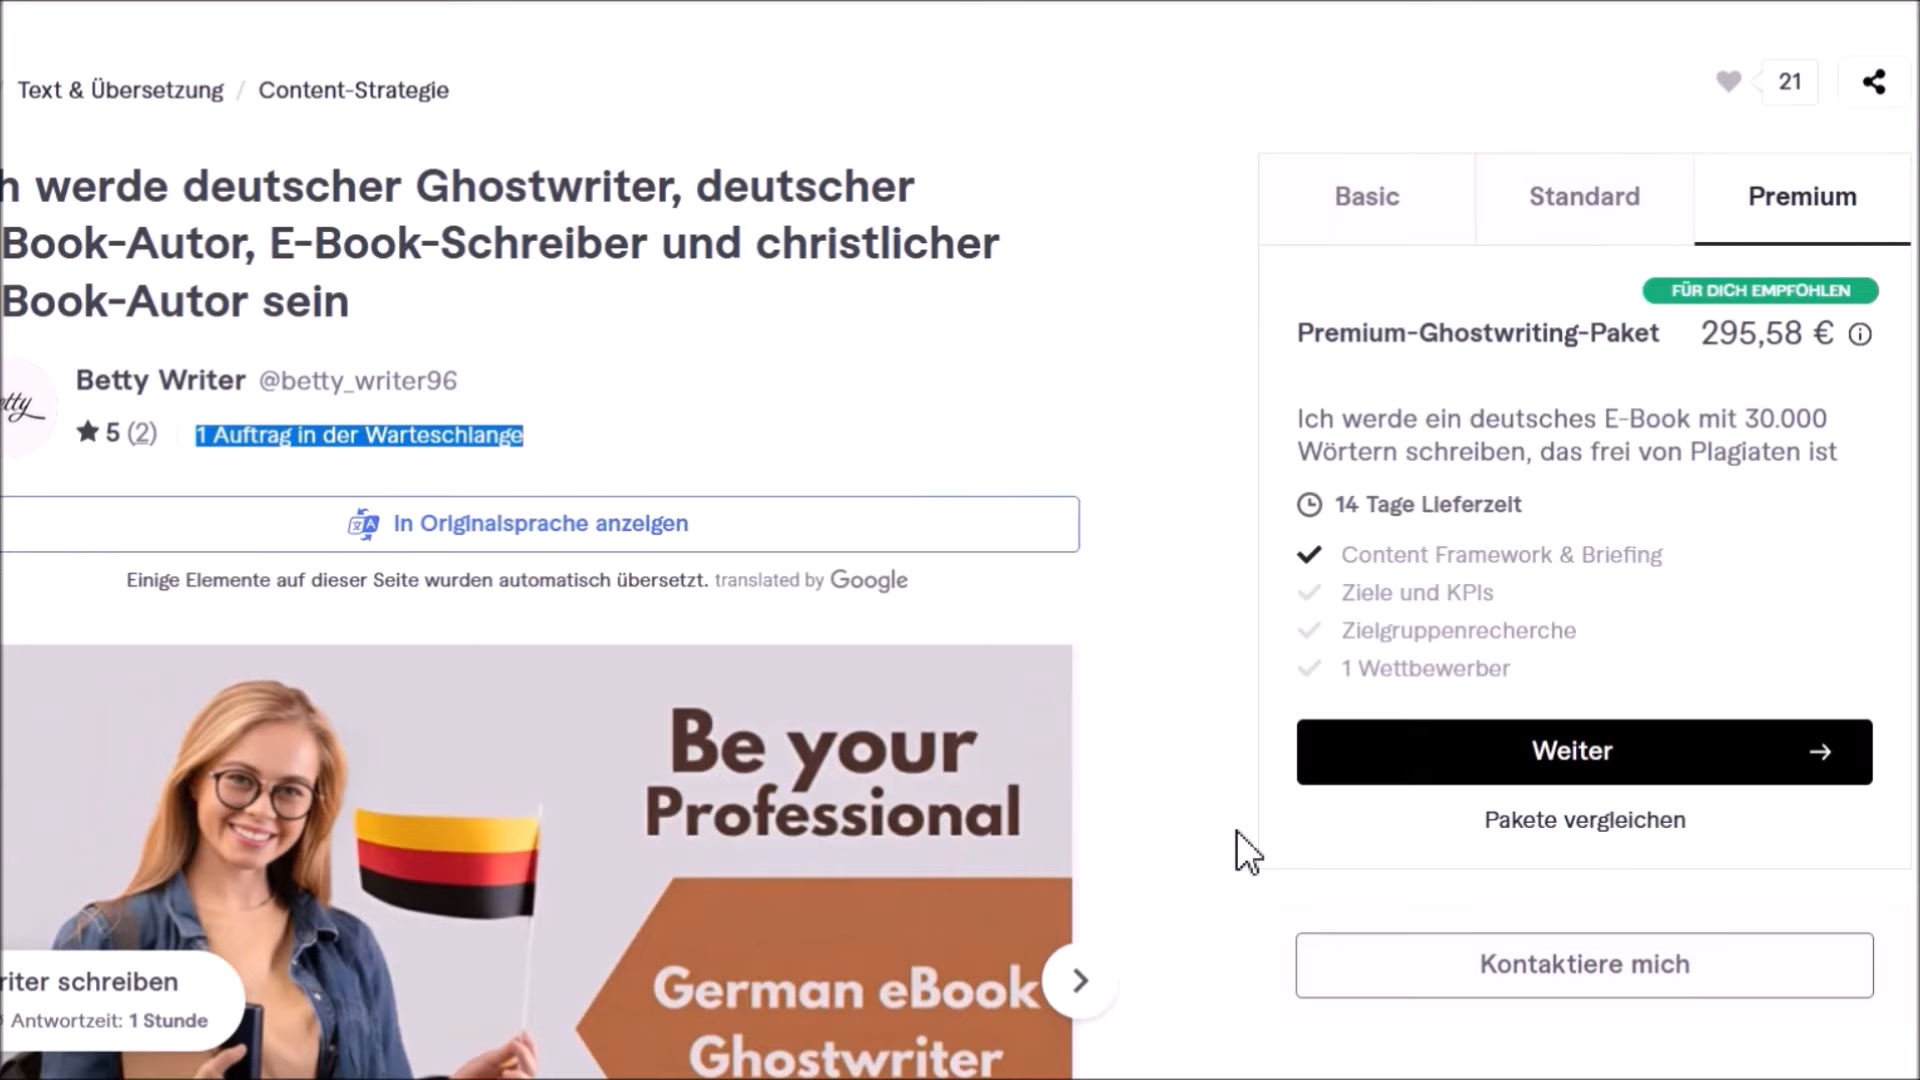 Text & Übersetzung / Content-Strategie
21
h werde deutscher Ghostwriter, deutscher
Book-Autor, E-Book-Schreiber und christlicher
Book-Autor sein
Betty Writer @betty_writer96
5 (2) 1 Auftrag in der Warteschlange
In Originalsprache anzeigen
Einige Elemente auf dieser Seite wurden automatisch übersetzt. translated by Google
Be your
Professional
German eBook
Ghostwriter
riter schreiben
Antwortzeit: 1 Stunde
Basic Standard Premium
FÜR DICH EMPFOHLEN
Premium-Ghostwriting-Paket 295,58 €
Ich werde ein deutsches E-Book mit 30.000
Wörtern schreiben, das frei von Plagiaten ist
14 Tage Lieferzeit
Content Framework & Briefing
Ziele und KPIs
Zielgruppenrecherche
1 Wettbewerber
Weiter →
Pakete vergleichen
Kontaktiere mich